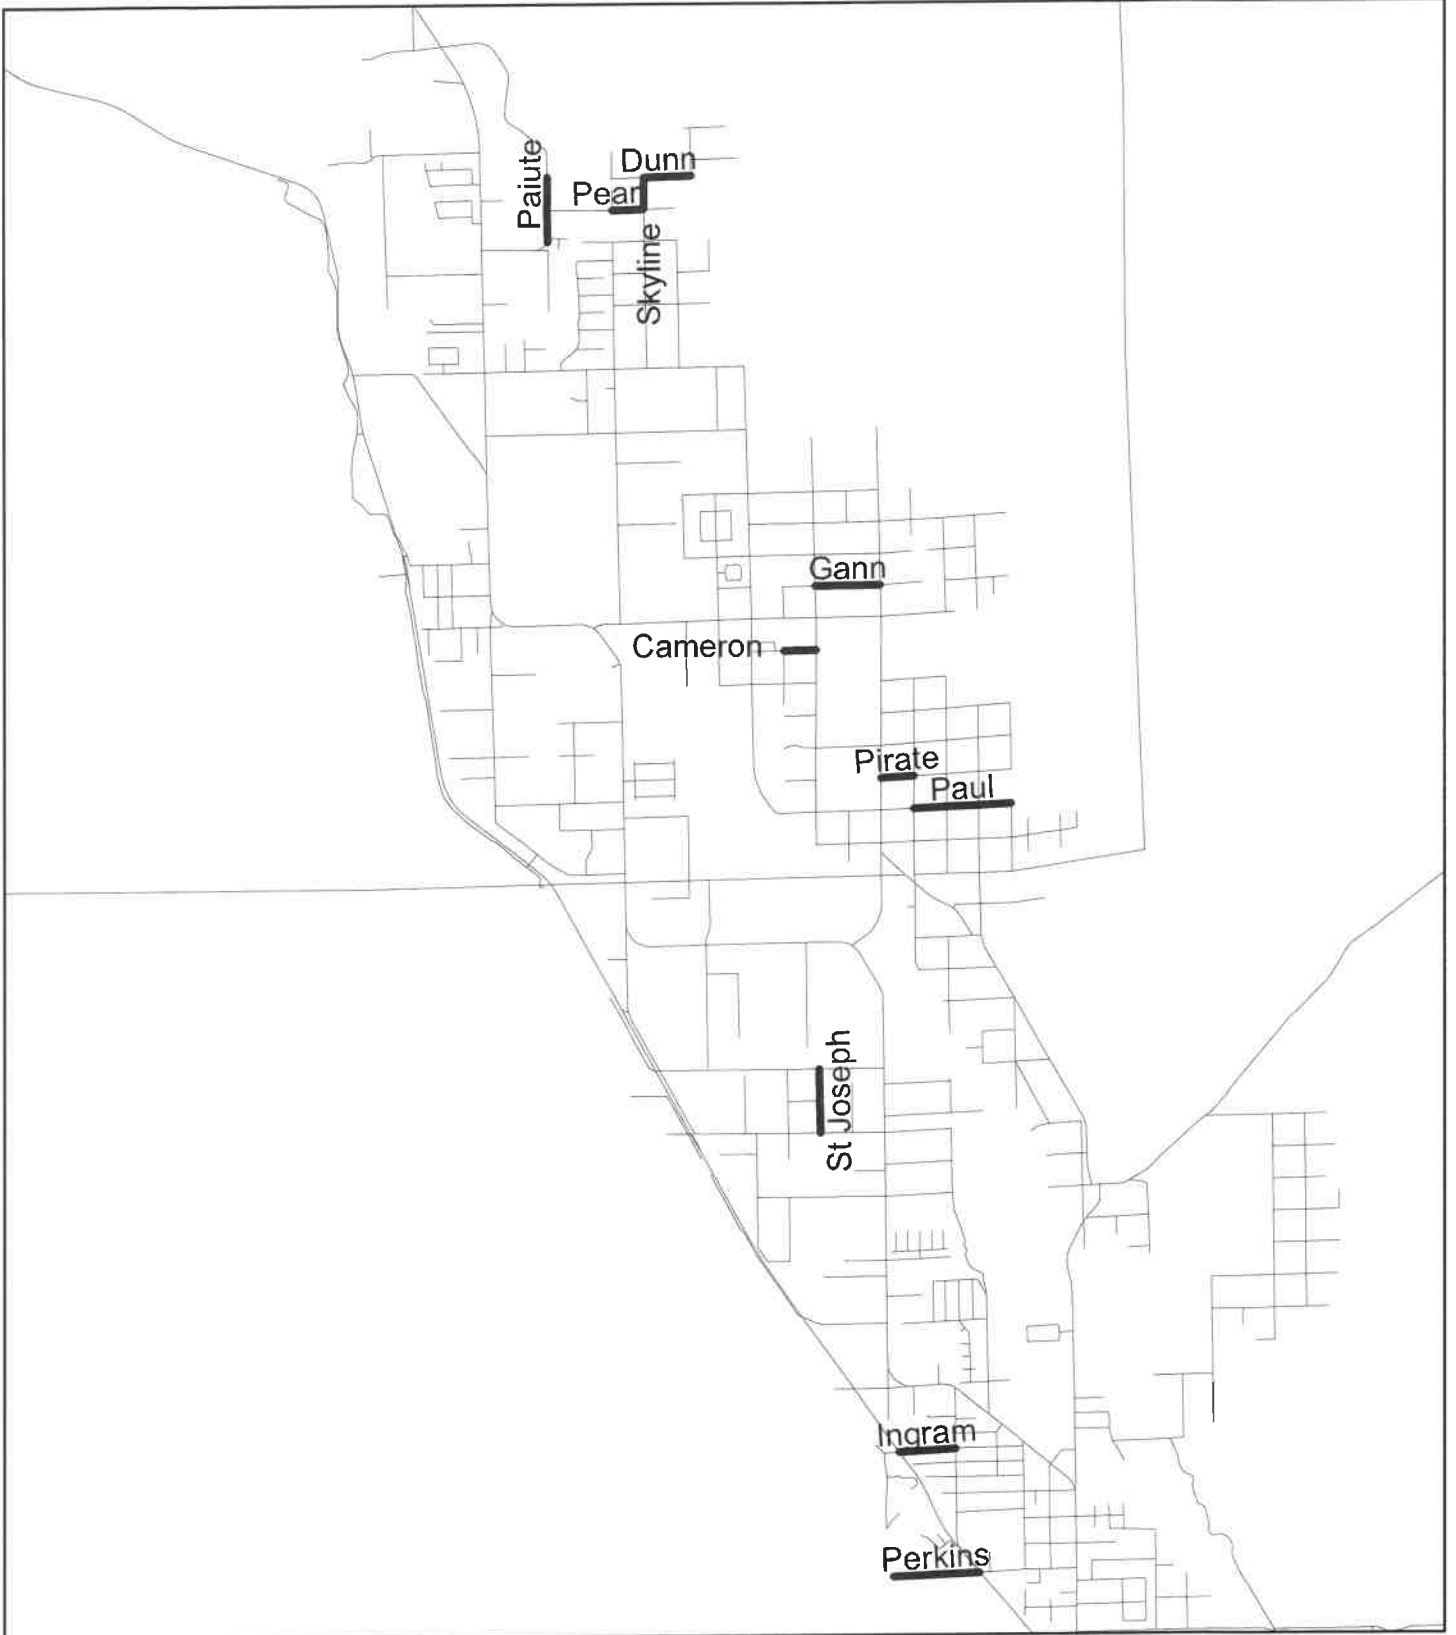 Paiute
Dunn
Pear
Skyline
Gann
Cameron
Pirate
Paul
St Joseph
Ingram
Perkins